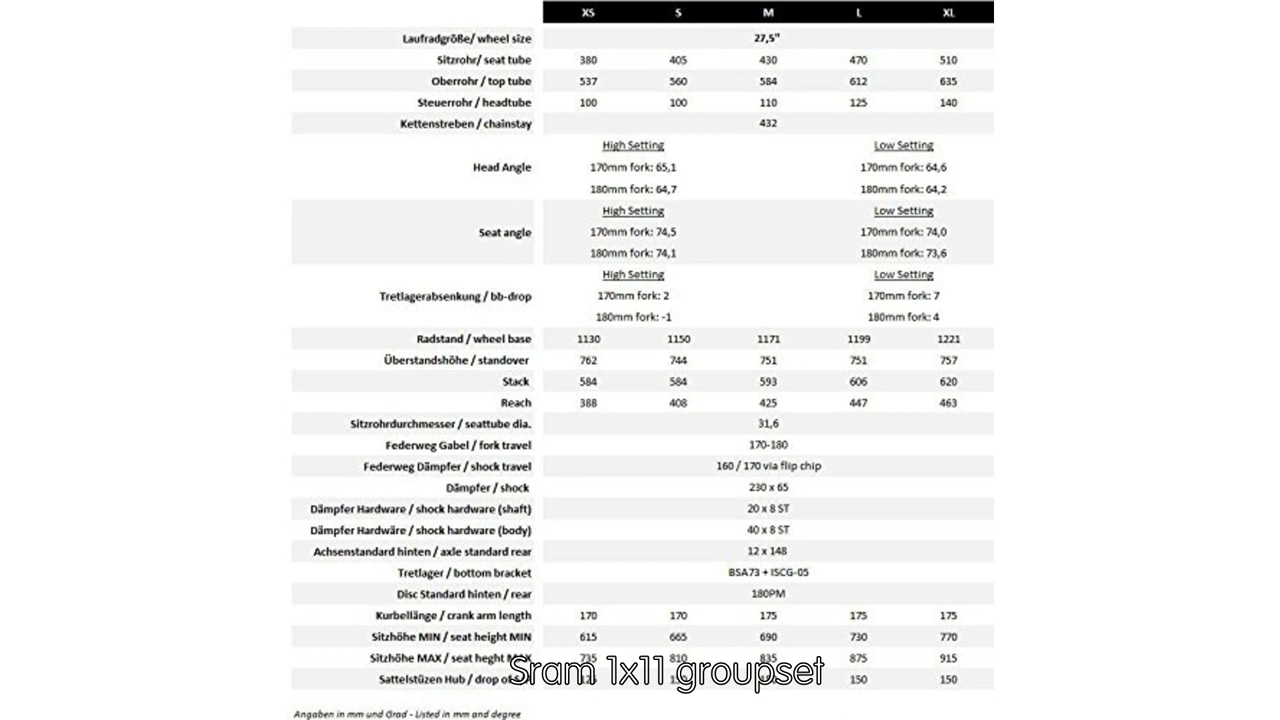 XS S M L XL
Laufradgröße/ wheel size 27,5"
Sitzrohr/ seat tube 380 405 430 470 510
Oberrohr / top tube 537 560 584 612 635
Steuerrohr / headtube 100 100 110 125 140
Kettenstreben / chainstay 432
High Setting Low Setting
Head Angle 170mm fork: 65,1 170mm fork: 64,6
180mm fork: 64,7 180mm fork: 64,2
High Setting Low Setting
Seat angle 170mm fork: 74,5 170mm fork: 74,0
180mm fork: 74,1 180mm fork: 73,6
High Setting Low Setting
Tretlagerabsenkung / bb-drop 170mm fork: 2 170mm fork: 7
180mm fork: -1 180mm fork: 4
Radstand / wheel base 1130 1150 1171 1199 1221
Überstandshöhe / standover 762 744 751 751 757
Stack 584 584 593 606 620
Reach 388 408 425 447 463
Sitzrohrdurchmesser / seattube dia. 31,6
Federweg Gabel / fork travel 170-180
Federweg Dämpfer / shock travel 160 / 170 via flip chip
Dämpfer / shock 230 x 65
Dämpfer Hardware / shock hardware (shaft) 20 x 8 ST
Dämpfer Hardwäre / shock hardware (body) 40 x 8 ST
Achsenstandard hinten / axle standard rear 12 x 148
Tretlager / bottom bracket BSA73 + ISCG-05
Disc Standard hinten / rear 180PM
Kurbellänge / crank arm length 170 170 175 175 175
Sitzhöhe MIN / seat height MIN 615 665 690 730 770
Sitzhöhe MAX / seat heght MAX 735 810 835 875 915
Sram 1x11 groupset
Sattelstüzen Hub / drop of 150 150
Angaben in mm und Grad - Listed in mm and degree